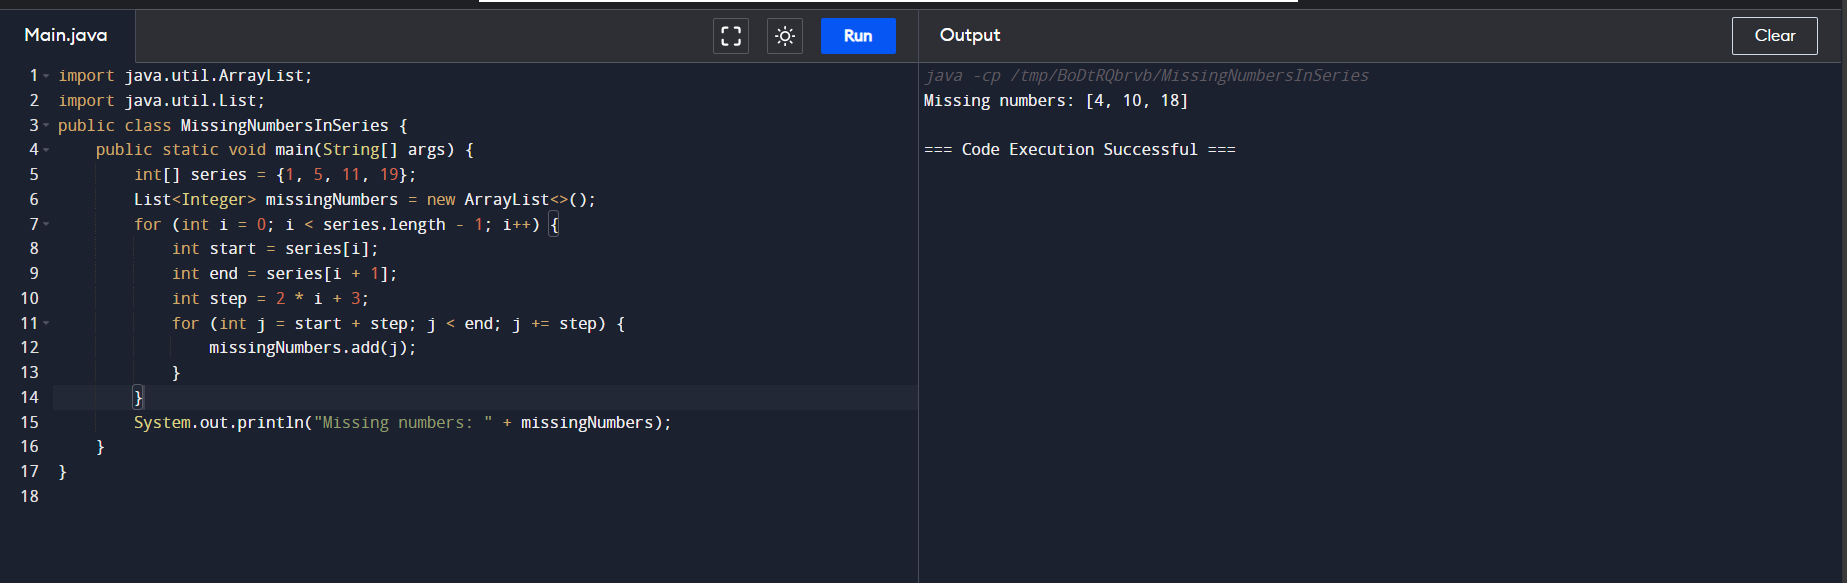 Main.java
Run
Output
Clear
1 import java.util.ArrayList;
2 import java.util.List;
3 public class MissingNumbersInSeries {
4     public static void main(String[] args) {
5         int[] series = {1, 5, 11, 19};
6         List<Integer> missingNumbers = new ArrayList<>();
7         for (int i = 0; i < series.length - 1; i++) {
8             int start = series[i];
9             int end = series[i + 1];
10             int step = 2 * i + 3;
11             for (int j = start + step; j < end; j += step) {
12                 missingNumbers.add(j);
13             }
14         }
15         System.out.println("Missing numbers: " + missingNumbers);
16     }
17 }
18
java -cp /tmp/BoDtRQbrvb/MissingNumbersInSeries
Missing numbers: [4, 10, 18]
=== Code Execution Successful ===